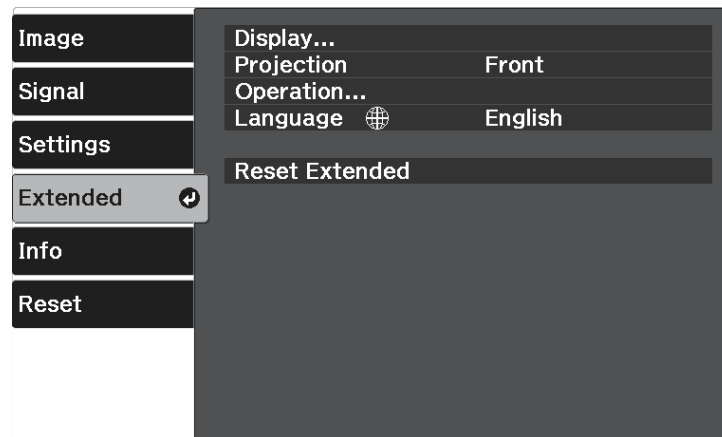 Image
Signal
Settings
Extended
Info
Reset
Display...
Projection Front
Operation...
Language English
Reset Extended